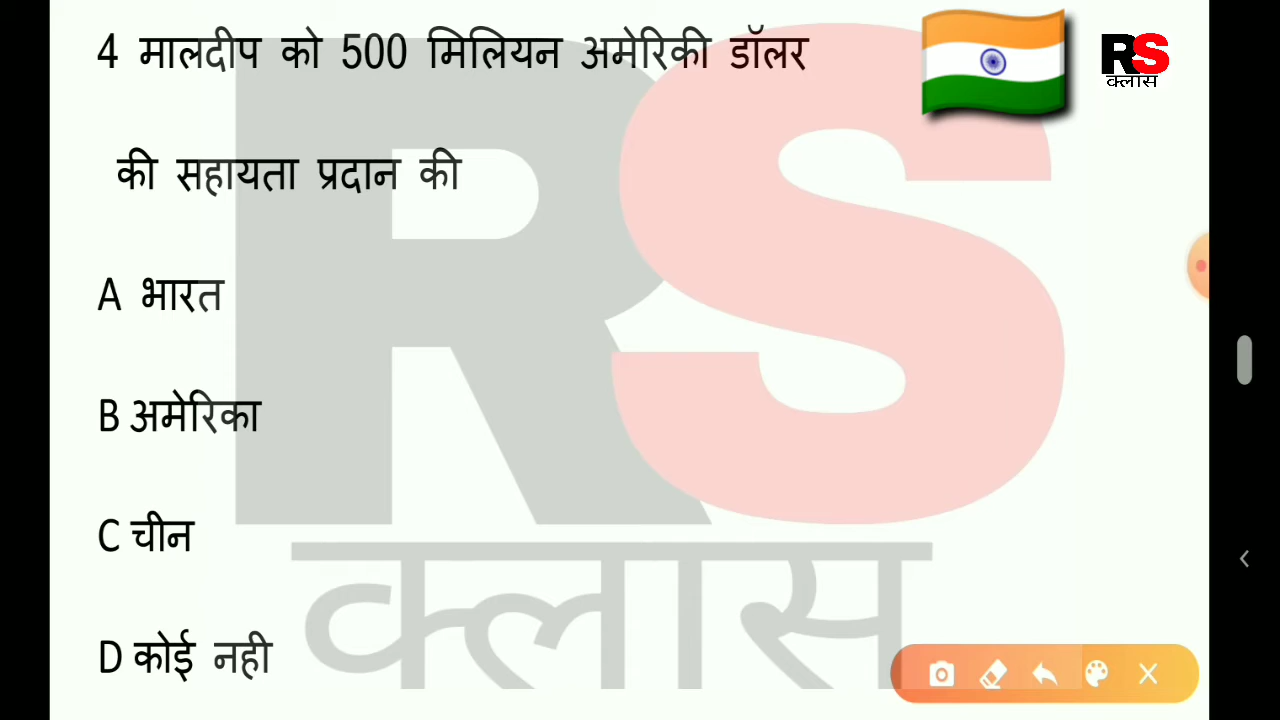 4 मालदीप को 500 मिलियन अमेरिकी डॉलर
RS
क्लास
की सहायता प्रदान की
A भारत
B अमेरिका
C चीन
D कोई नही
RS
क्लास